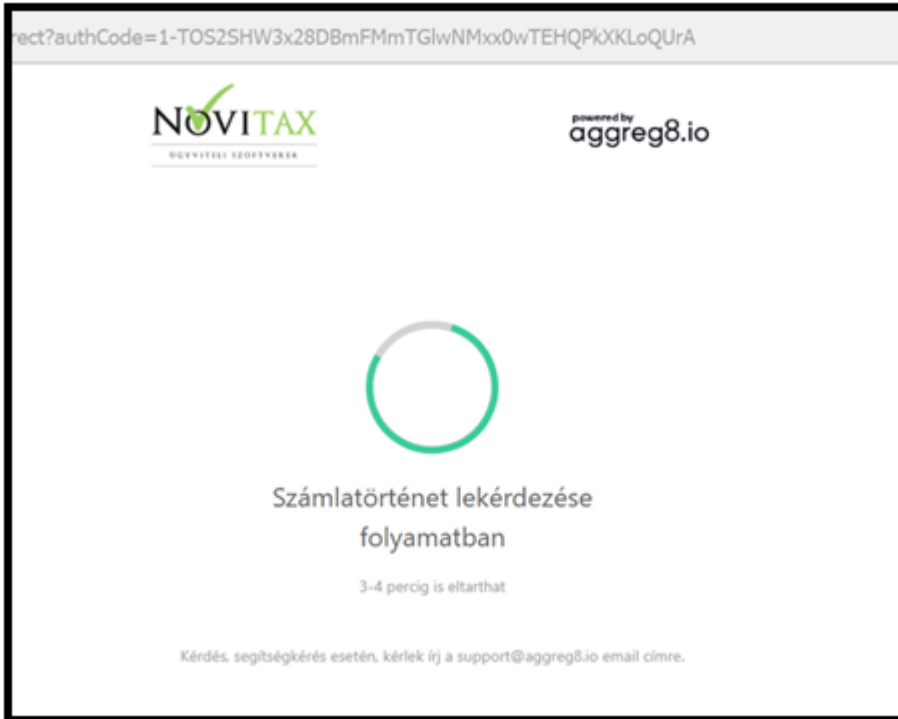 rect?authCode=1-TOS2SHW3x28DBmFMmTGlwNMxx0wTEHQPkXKLoQUrA
NOVITAX
ÜGYVITELI SZOFTVEREK
powered by
aggreg8.io
Számlatörténet lekérdezése
folyamatban
3-4 percig is eltarthat
Kérdés, segítségkérés esetén, kérlek írj a support@aggreg8.io email címre.